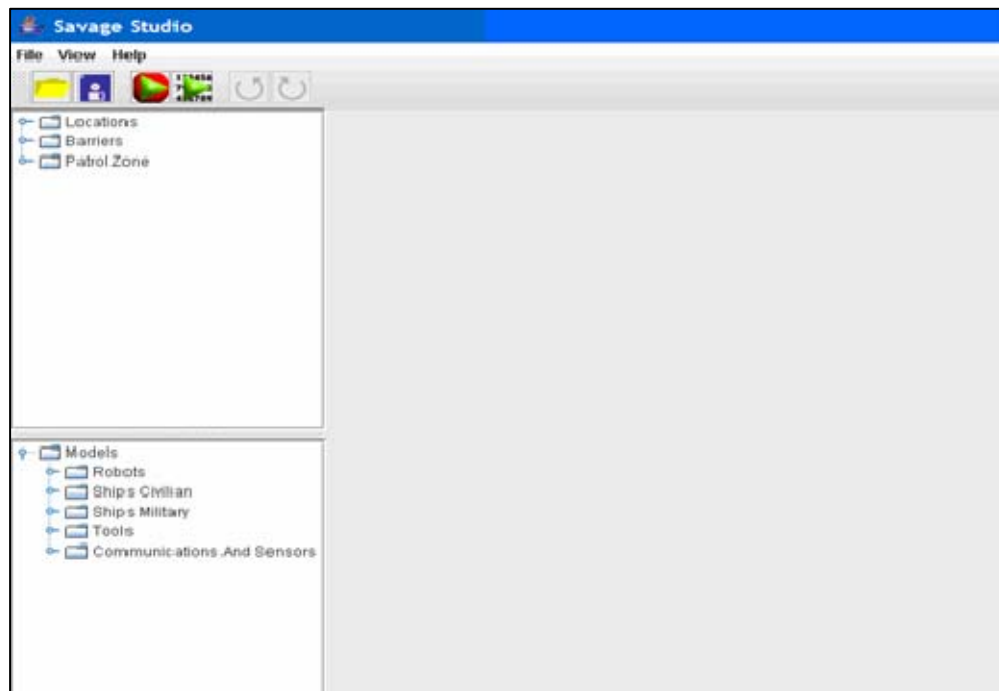 Savage Studio
File View Help
Locations
Barriers
Patrol Zone
Models
Robots
Ships Civilian
Ships Military
Tools
Communications And Sensors